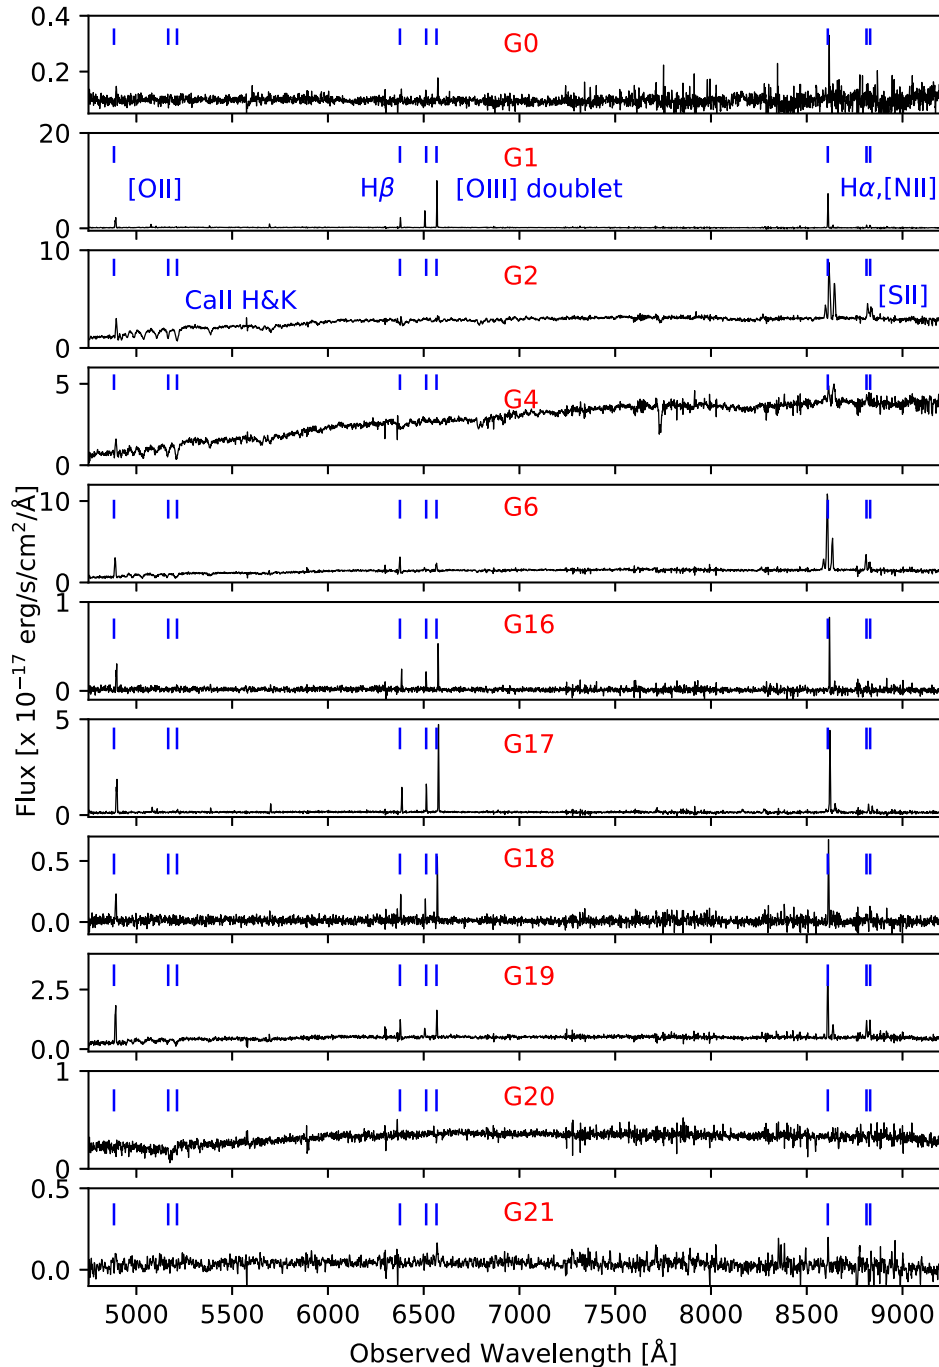 0.4
G0
0.2
20
G1
[OII]
Hβ
[OIII] doublet
Hα,[NII]
0
10
G2
CaII H&K
[SII]
0
5
G4
0
10
G6
0
1
G16
0
5
G17
0
0.5
G18
0.0
2.5
G19
0.0
1
G20
0
0.5
G21
0.0
Flux [x 10⁻¹⁷ erg/s/cm²/Å]
5000 5500 6000 6500 7000 7500 8000 8500 9000
Observed Wavelength [Å]